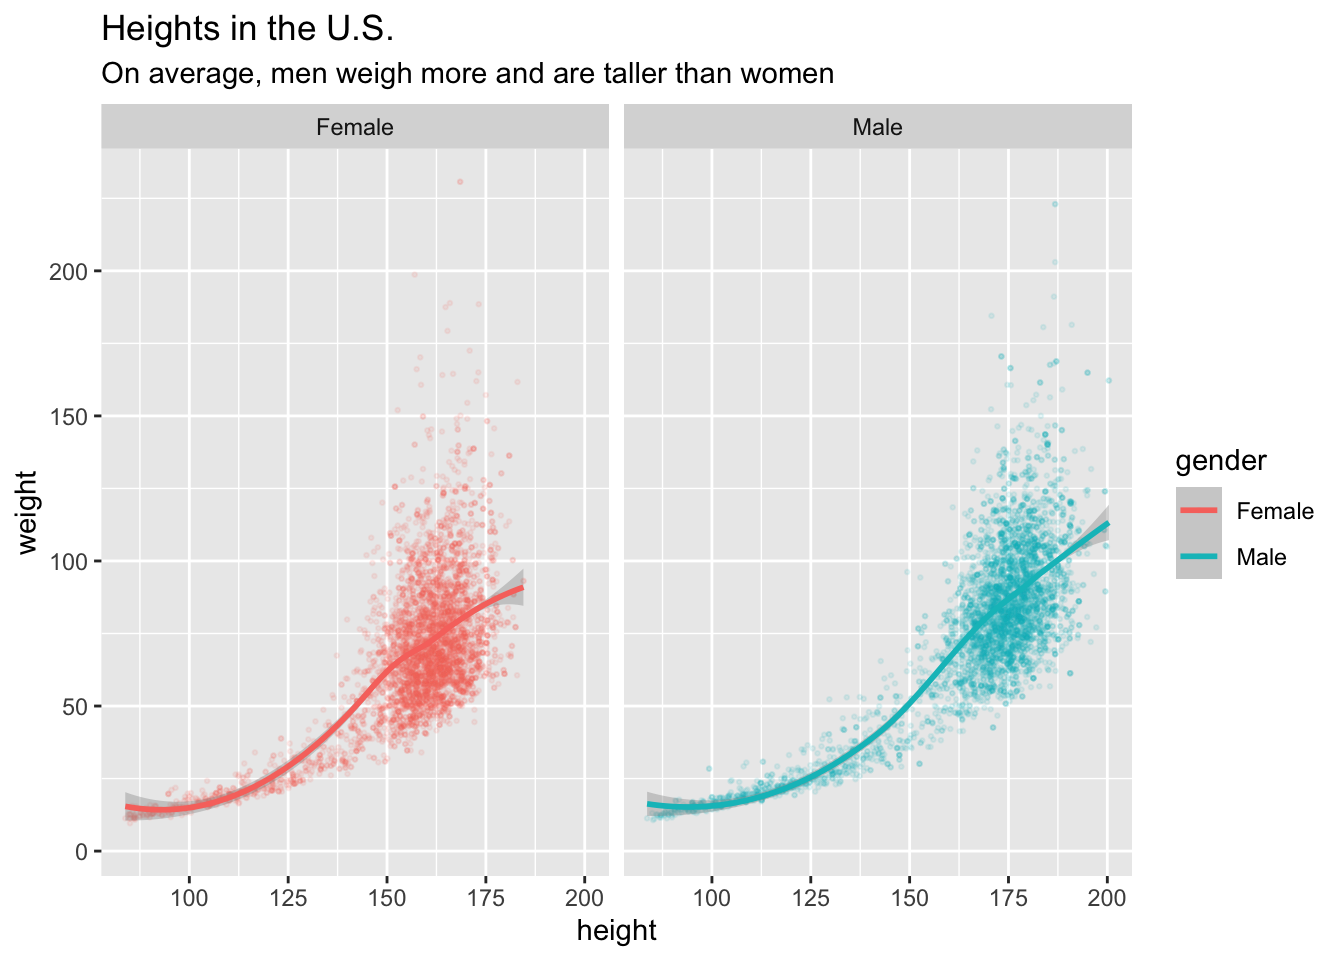 Heights in the U.S.
On average, men weigh more and are taller than women
Female
Male
200
150
100
50
0
weight
100 125 150 175 200
100 125 150 175 200
height
gender
Female
Male